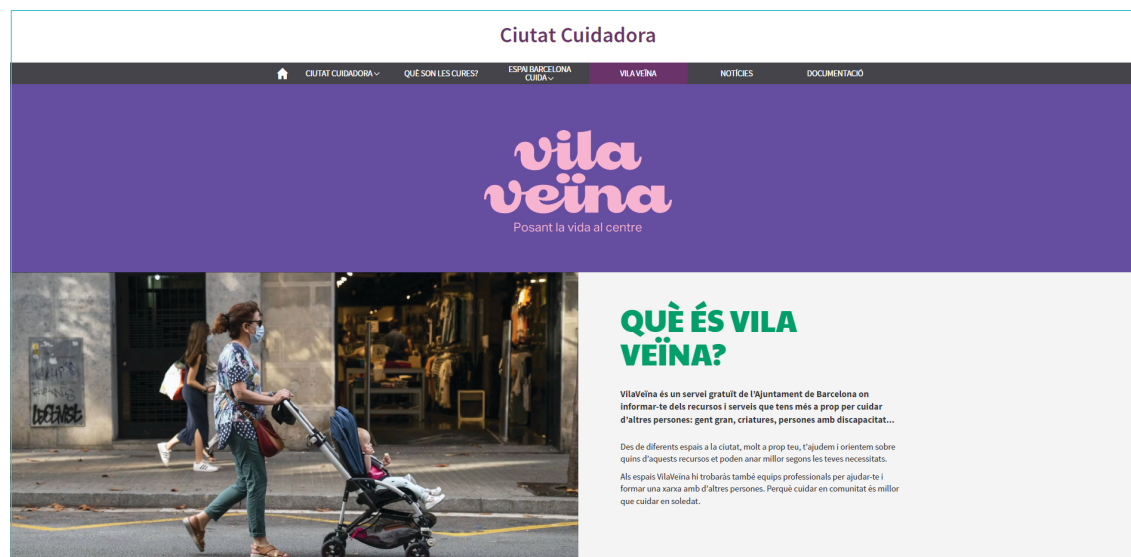 Ciutat Cuidadora
CIUTAT CUIDADORA
QUÈ SON LES CURES?
ESPAI BARCELONA
CUIDA
VILA VEÏNA
NOTÍCIES
DOCUMENTACIÓ
vila
veïna
Posant la vida al centre
QUÈ ÉS VILA
VEÏNA?
VilaVeïna és un servei gratuït de l'Ajuntament de Barcelona on
informar-te dels recursos i serveis que tens més a prop per cuidar
d'altres persones: gent gran, criatures, persones amb discapacitat...
Des de diferents espais a la ciutat, molt a prop teu, t'ajudem i orientem sobre
quins d'aquests recursos et poden anar millor segons les teves necessitats.
Als espais VilaVeïna hi trobaràs també equips professionals per ajudar-te i
formar una xarxa amb d'altres persones. Perquè cuidar en comunitat és millor
que cuidar en soledat.